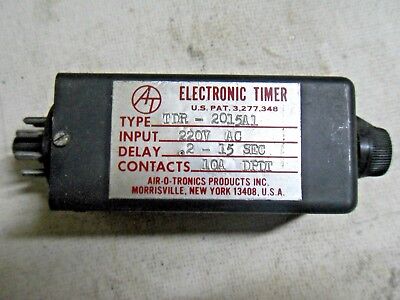 AT ELECTRONIC TIMER
U.S. PAT. 3,277,348
TYPE TDR - 2015A1
INPUT 220V AC
DELAY .2 - 15 SEC
CONTACTS 10A DPDT
AIR-O-TRONICS PRODUCTS INC.
MORRISVILLE, NEW YORK 13408, U.S.A.